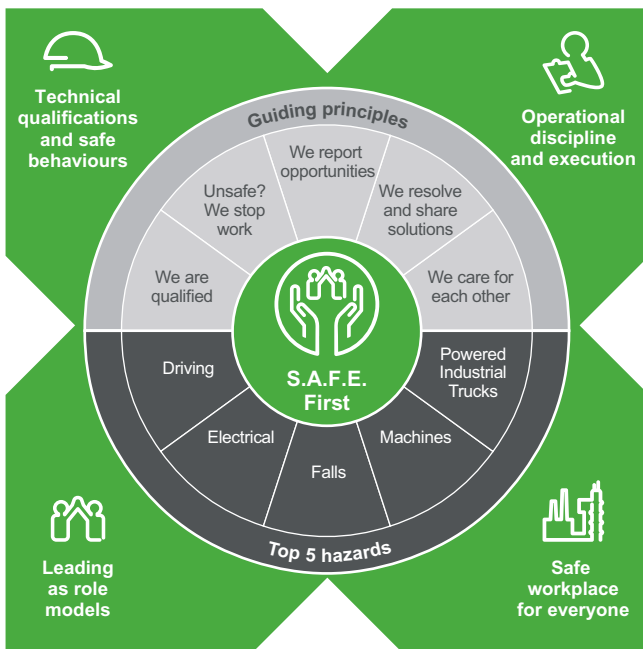 Technical
qualifications
and safe
behaviours
Operational
discipline
and execution
Guiding principles
We are
qualified
Unsafe?
We stop
work
We report
opportunities
We resolve
and share
solutions
We care for
each other
S.A.F.E.
First
Driving
Electrical
Falls
Machines
Powered
Industrial
Trucks
Top 5 hazards
Leading
as role
models
Safe
workplace
for everyone